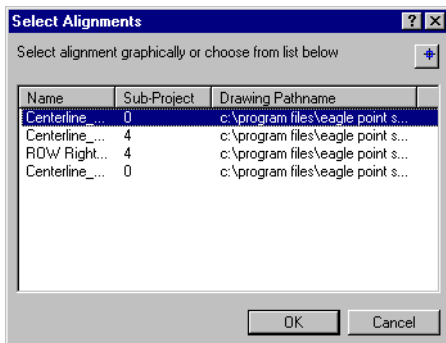 Select Alignments
Select alignment graphically or choose from list below
Name Sub-Project Drawing Pathname
Centerline_... 0 c:\program files\eagle point s...
Centerline_... 4 c:\program files\eagle point s...
ROW Right... 4 c:\program files\eagle point s...
Centerline_... 0 c:\program files\eagle point s...
OK Cancel